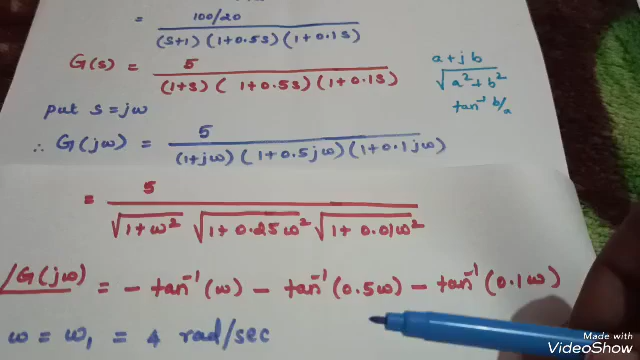 = 100/20 / (S+1) (1+0.5S) (1+0.1S)
G(s) = 5 / (1+S) ( 1+0.5S) (1+0.1S)
a+jb
√a²+b²
tan⁻¹ b/a
put S = jω
∴ G(jω) = 5 / (1+jω) (1+0.5jω) (1+0.1jω)
= 5 / √1+ω² √1+0.25ω² √1+0.01ω²
∠G(jω) = - tan⁻¹(ω) - tan⁻¹(0.5ω) - tan⁻¹(0.1ω)
ω = ω₁ = 4 rad/sec
Made with
VideoShow